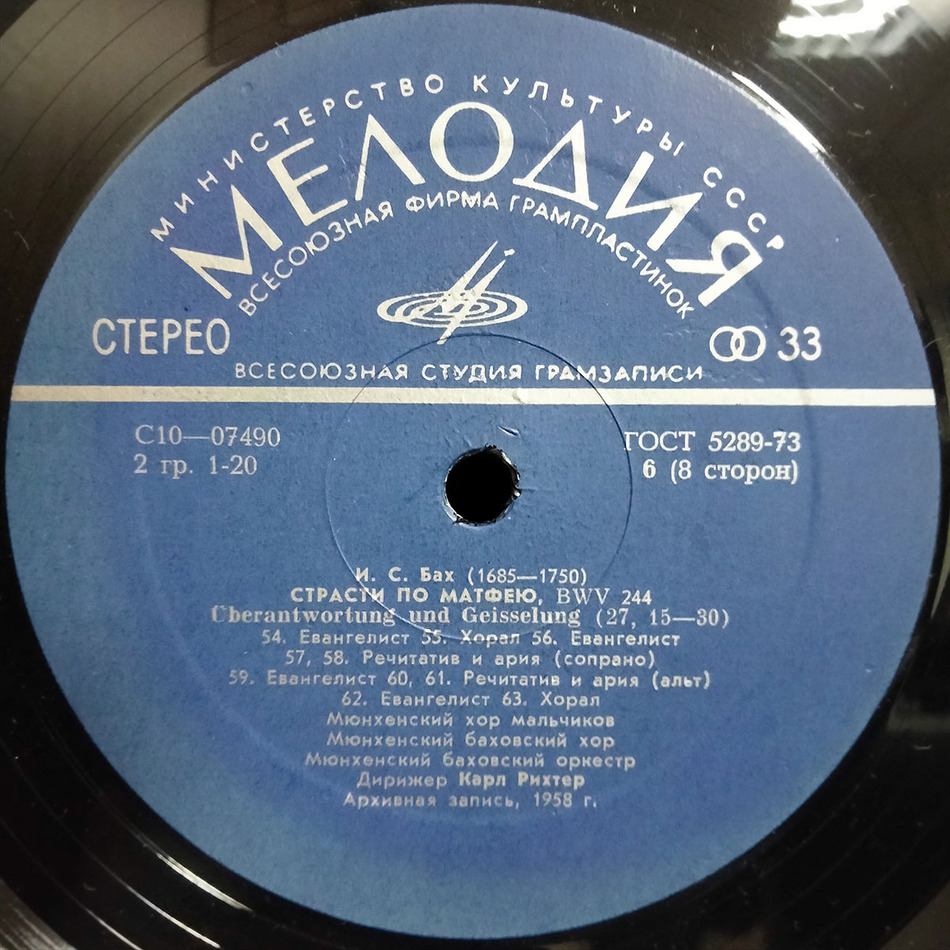 МИНИСТЕРСТВО КУЛЬТУРЫ СССР
МЕЛОДИЯ
ВСЕСОЮЗНАЯ ФИРМА ГРАМПЛАСТИНОК
СТЕРЕО
33
ВСЕСОЮЗНАЯ СТУДИЯ ГРАМЗАПИСИ
С10—07490
ГОСТ 5289-73
2 гр. 1-20
6 (8 сторон)
И. С. Бах (1685—1750)
СТРАСТИ ПО МАТФЕЮ, BWV 244
Uberantwortung und Geisselung (27, 15—30)
54. Евангелист 55. Хорал 56. Евангелист
57, 58. Речитатив и ария (сопрано)
59. Евангелист 60, 61. Речитатив и ария (альт)
62. Евангелист 63. Хорал
Мюнхенский хор мальчиков
Мюнхенский баховский хор
Мюнхенский баховский оркестр
Дирижер Карл Рихтер
Архивная запись, 1958 г.